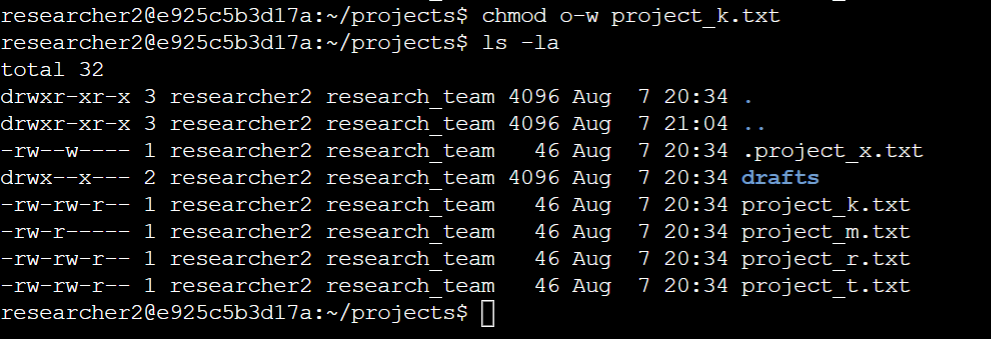 researcher2@e925c5b3d17a:~/projects$ chmod o-w project_k.txt
researcher2@e925c5b3d17a:~/projects$ ls -la
total 32
drwxr-xr-x 3 researcher2 research_team 4096 Aug  7 20:34 .
drwxr-xr-x 3 researcher2 research_team 4096 Aug  7 21:04 ..
-rw--w---- 1 researcher2 research_team   46 Aug  7 20:34 .project_x.txt
drwx--x--- 2 researcher2 research_team 4096 Aug  7 20:34 drafts
-rw-rw-r-- 1 researcher2 research_team   46 Aug  7 20:34 project_k.txt
-rw-r----- 1 researcher2 research_team   46 Aug  7 20:34 project_m.txt
-rw-rw-r-- 1 researcher2 research_team   46 Aug  7 20:34 project_r.txt
-rw-rw-r-- 1 researcher2 research_team   46 Aug  7 20:34 project_t.txt
researcher2@e925c5b3d17a:~/projects$